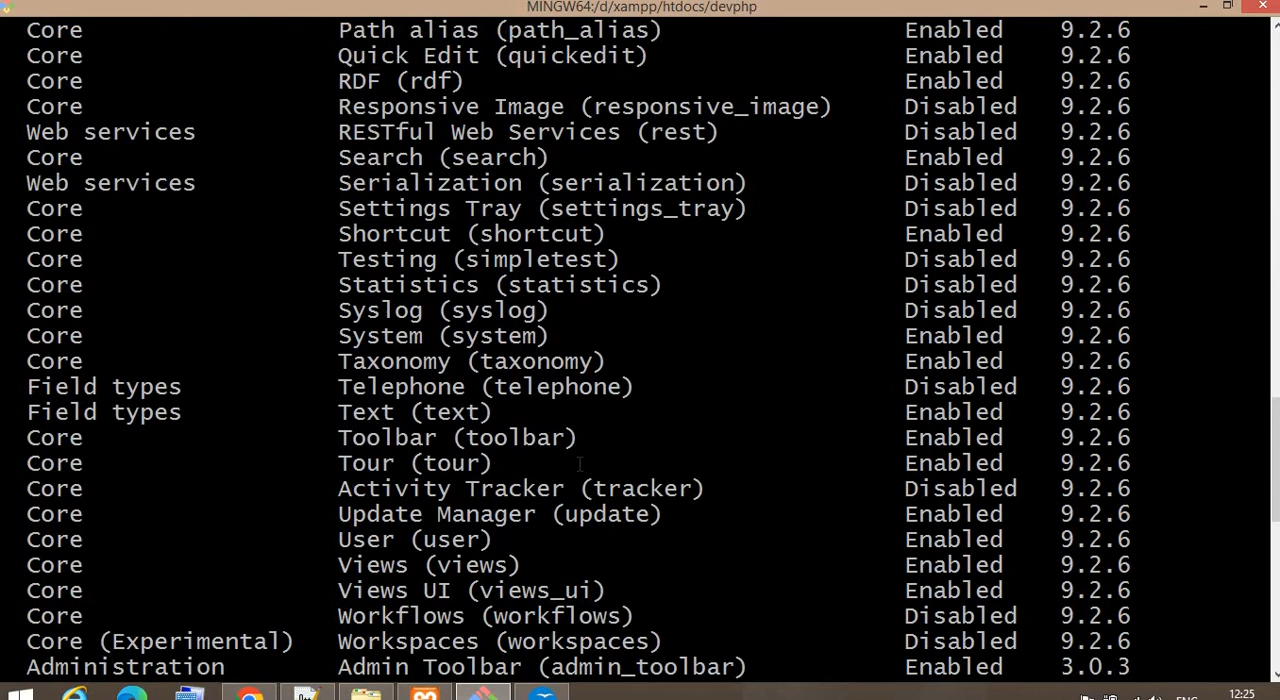 MINGW64:/d/xampp/htdocs/devphp
Core Path alias (path_alias) Enabled 9.2.6
Core Quick Edit (quickedit) Enabled 9.2.6
Core RDF (rdf) Enabled 9.2.6
Core Responsive Image (responsive_image) Disabled 9.2.6
Web services RESTful Web Services (rest) Disabled 9.2.6
Core Search (search) Enabled 9.2.6
Web services Serialization (serialization) Disabled 9.2.6
Core Settings Tray (settings_tray) Disabled 9.2.6
Core Shortcut (shortcut) Enabled 9.2.6
Core Testing (simpletest) Disabled 9.2.6
Core Statistics (statistics) Disabled 9.2.6
Core Syslog (syslog) Disabled 9.2.6
Core System (system) Enabled 9.2.6
Core Taxonomy (taxonomy) Enabled 9.2.6
Field types Telephone (telephone) Disabled 9.2.6
Field types Text (text) Enabled 9.2.6
Core Toolbar (toolbar) Enabled 9.2.6
Core Tour (tour) Enabled 9.2.6
Core Activity Tracker (tracker) Disabled 9.2.6
Core Update Manager (update) Enabled 9.2.6
Core User (user) Enabled 9.2.6
Core Views (views) Enabled 9.2.6
Core Views UI (views_ui) Enabled 9.2.6
Core Workflows (workflows) Disabled 9.2.6
Core (Experimental) Workspaces (workspaces) Disabled 9.2.6
Administration Admin Toolbar (admin_toolbar) Enabled 3.0.3
12:25